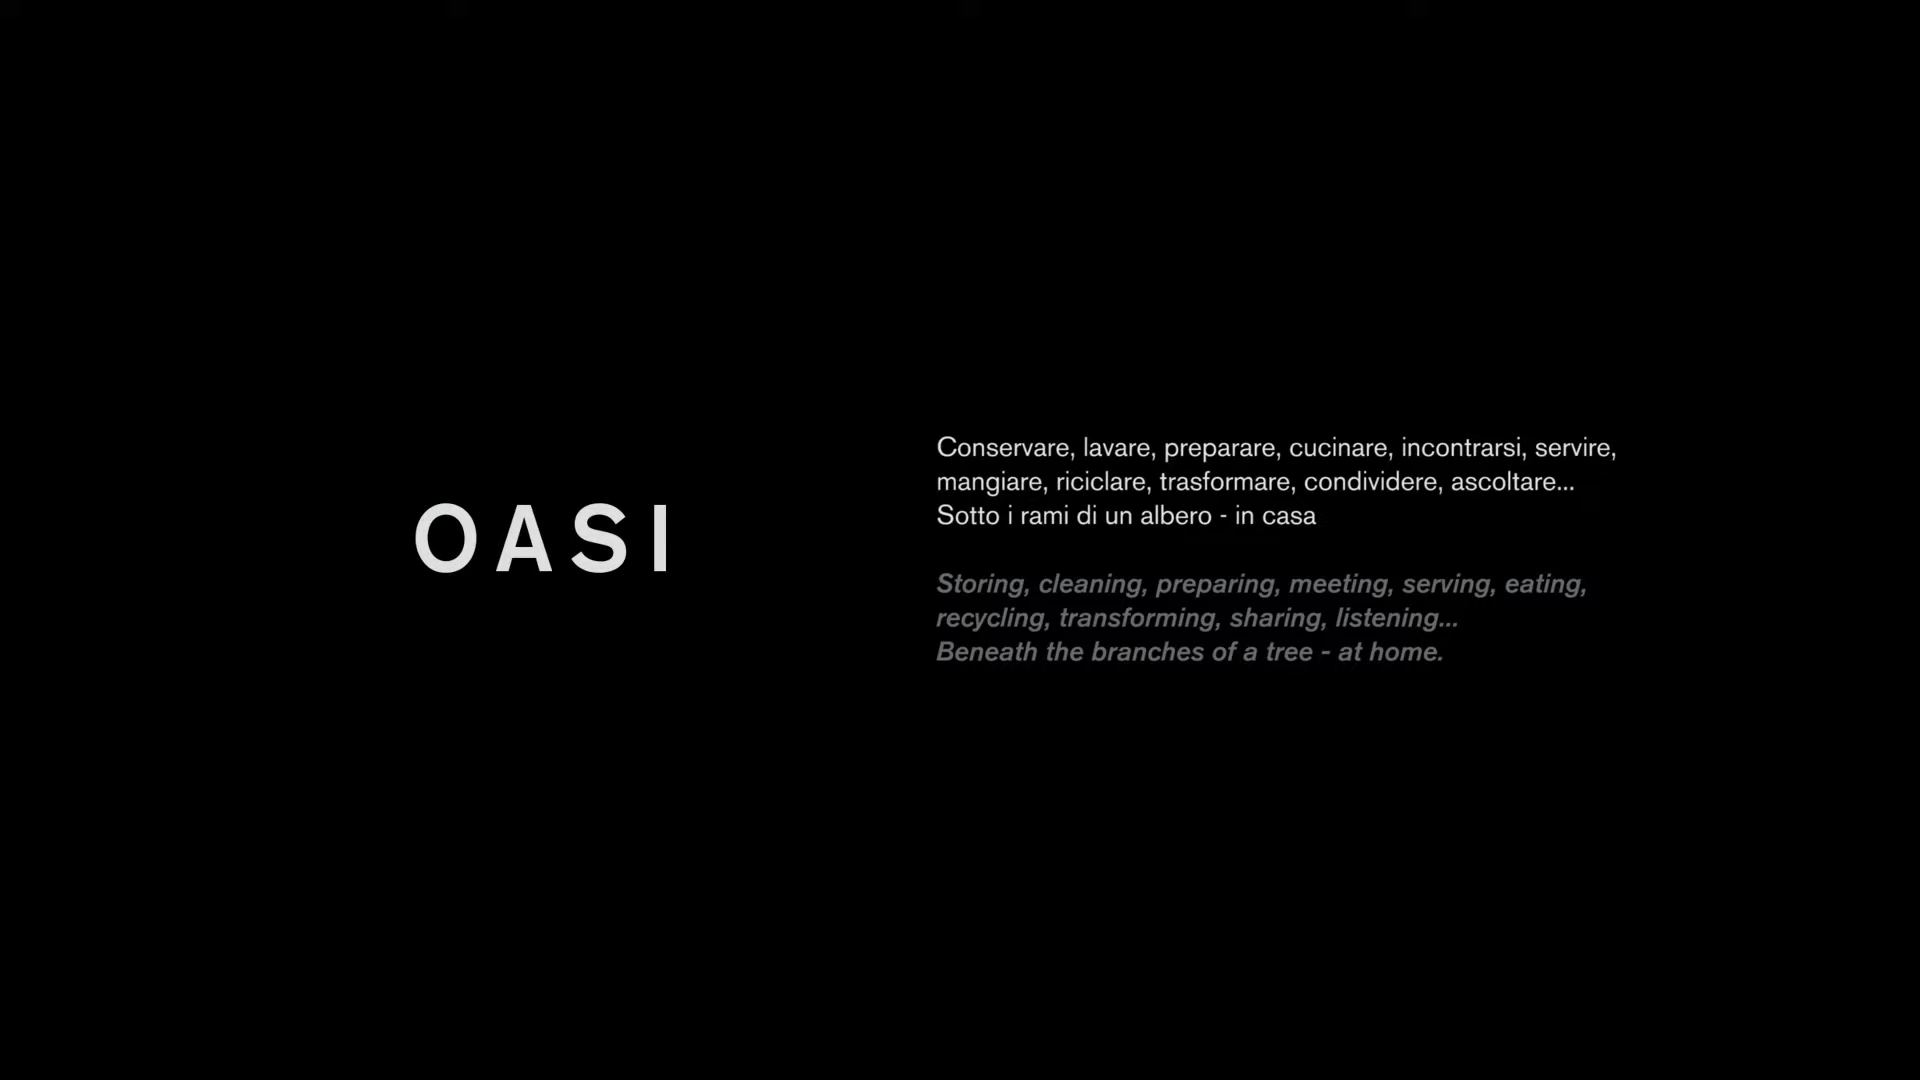 OASI
Conservare, lavare, preparare, cucinare, incontrarsi, servire,
mangiare, riciclare, trasformare, condividere, ascoltare...
Sotto i rami di un albero - in casa
Storing, cleaning, preparing, meeting, serving, eating,
recycling, transforming, sharing, listening...
Beneath the branches of a tree - at home.